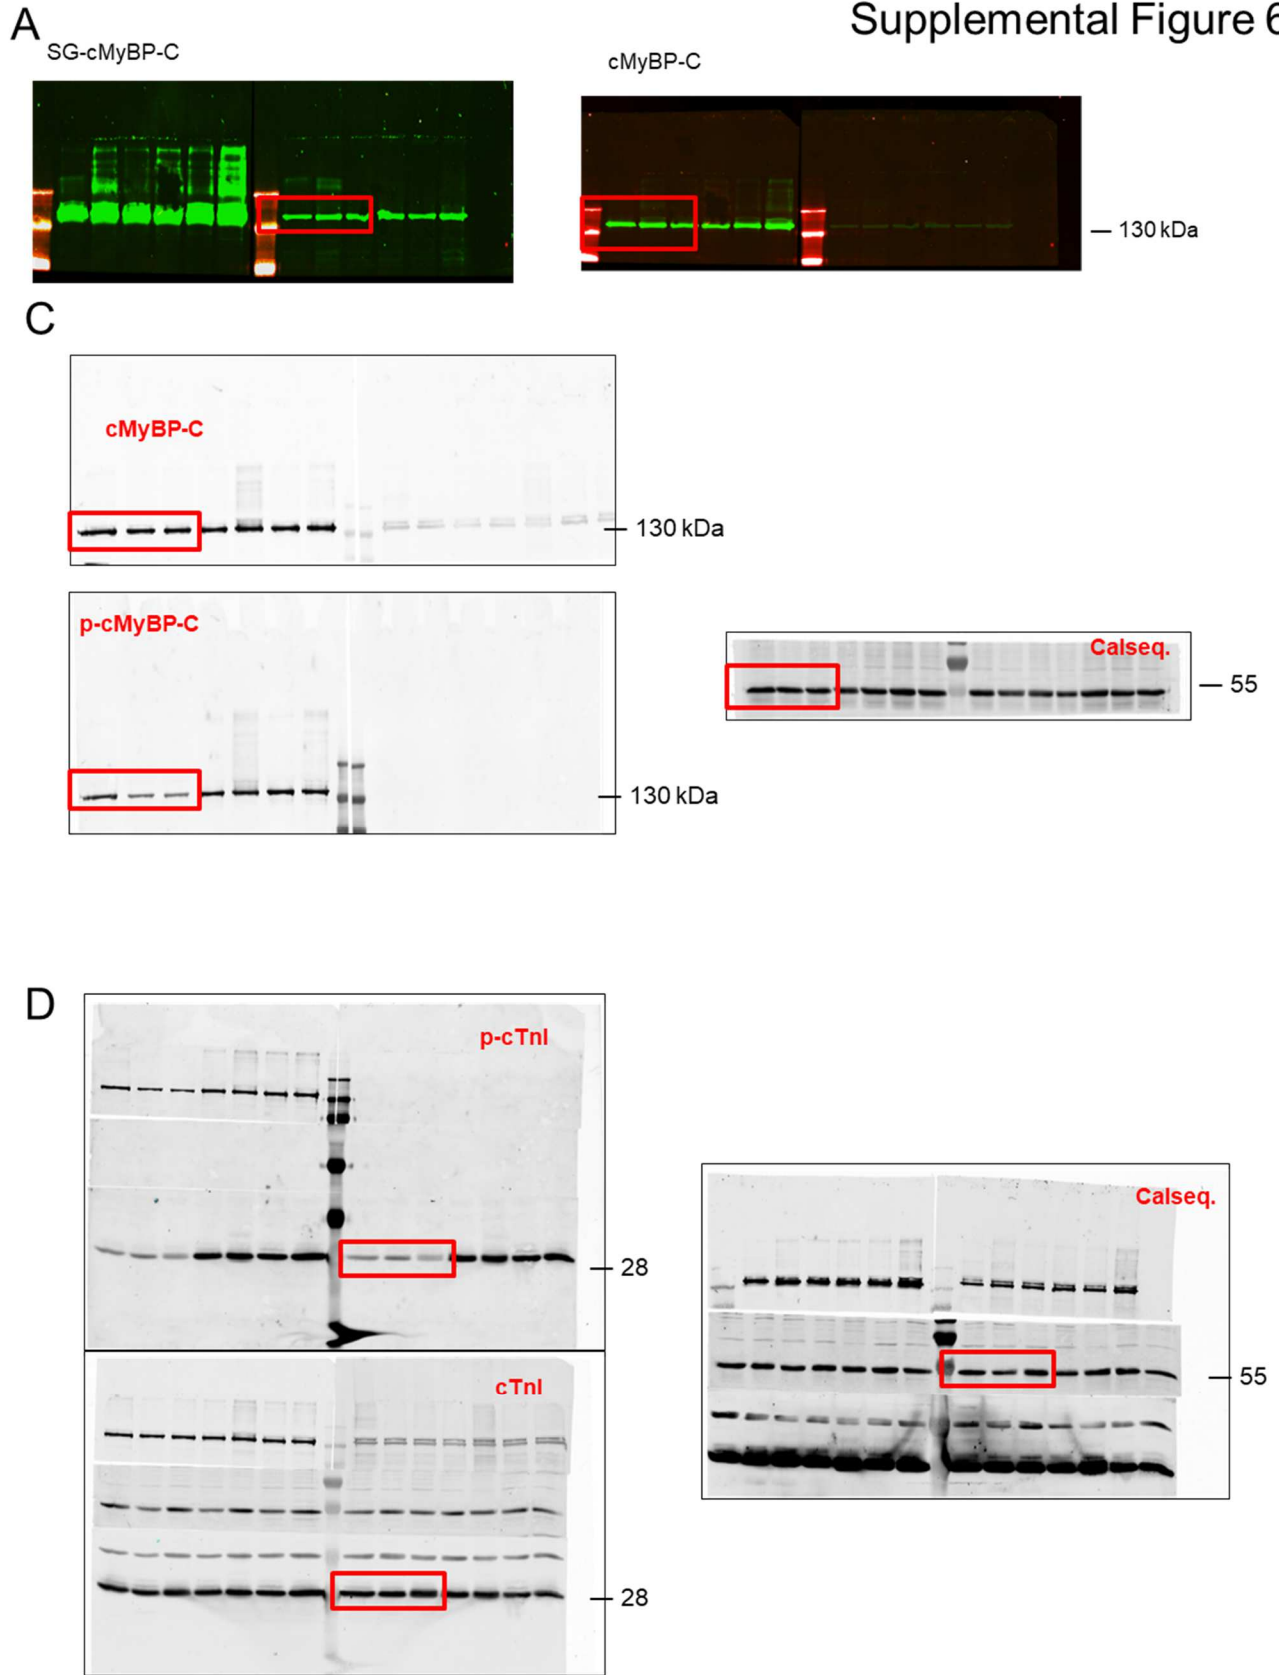 Supplemental Figure 6
A
SG-cMyBP-C
cMyBP-C
130 kDa
C
cMyBP-C
130 kDa
p-cMyBP-C
130 kDa
Calseq.
55
D
p-cTnI
28
cTnI
28
Calseq.
55